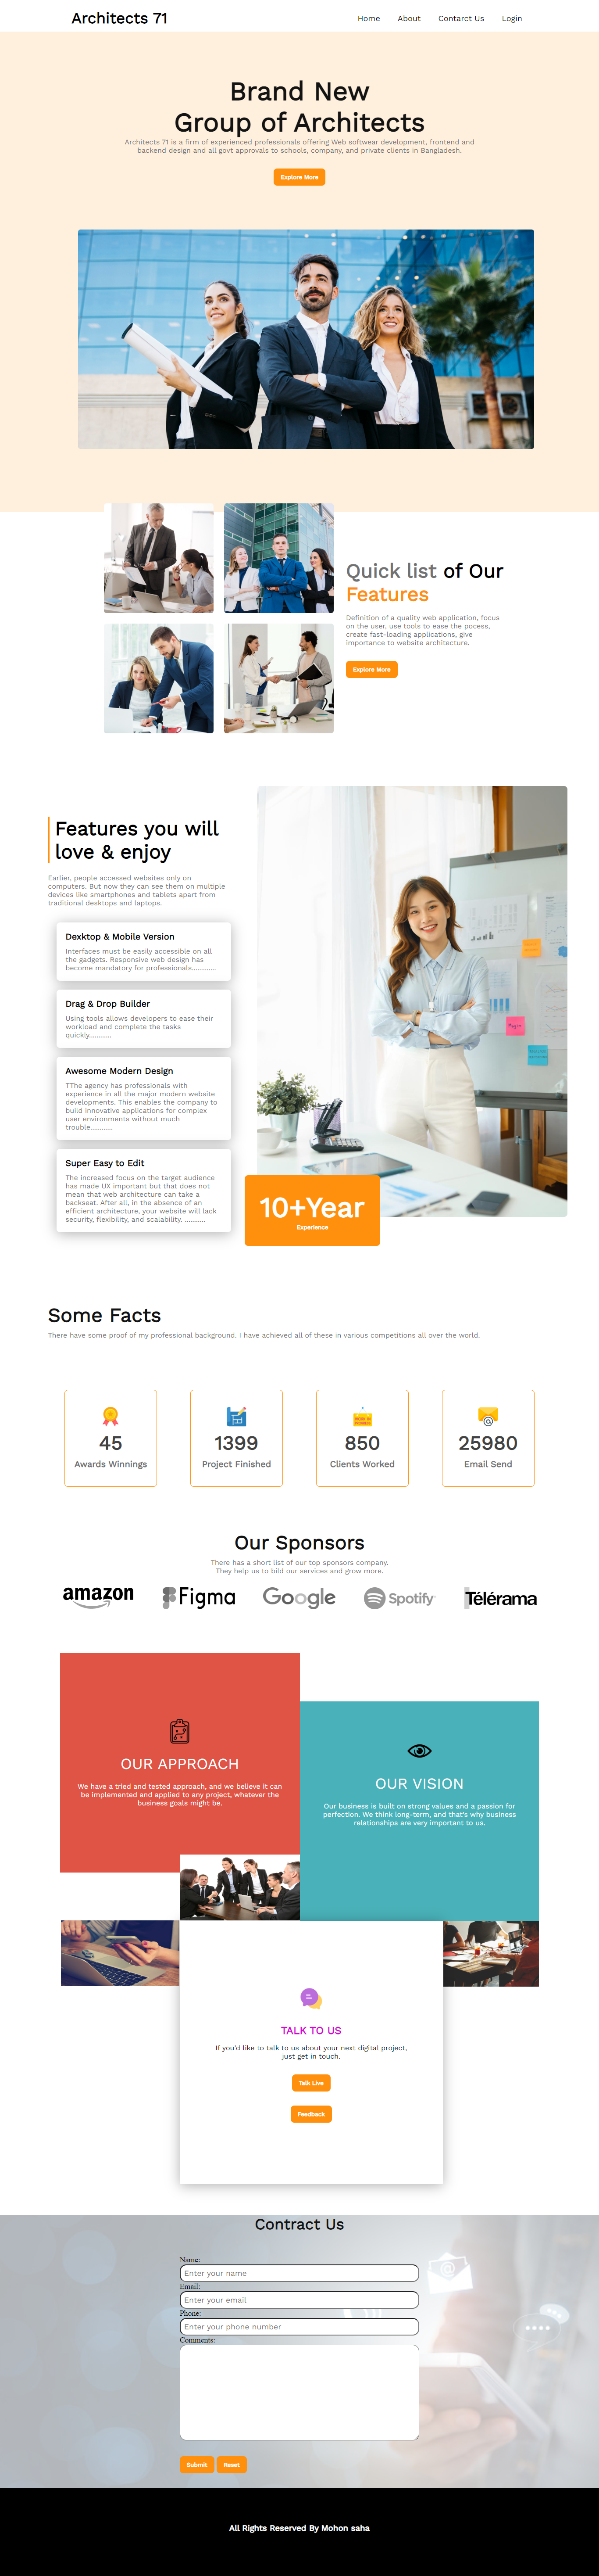 Architects 71
Home About Contarct Us Login
Brand New
Group of Architects
Architects 71 is a firm of experienced professionals offering Web softwear development, frontend and
backend design and all govt approvals to schools, company, and private clients in Bangladesh.
Explore More
Quick list of Our
Features
Definition of a quality web application, focus
on the user, use tools to ease the pocess,
create fast-loading applications, give
importance to website architecture.
Explore More
Features you will
love & enjoy
Earlier, people accessed websites only on
computers. But now they can see them on multiple
devices like smartphones and tablets apart from
traditional desktops and laptops.
Dexktop & Mobile Version
Interfaces must be easily accessible on all
the gadgets. Responsive web design has
become mandatory for professionals.............
Drag & Drop Builder
Using tools allows developers to ease their
workload and complete the tasks
quickly............
Awesome Modern Design
TThe agency has professionals with
experience in all the major modern website
developments. This enables the company to
build innovative applications for complex
user environments without much
trouble............
Super Easy to Edit
The increased focus on the target audience
has made UX important but that does not
mean that web architecture can take a
backseat. After all, in the absence of an
efficient architecture, your website will lack
security, flexibility, and scalability. ...........
10+Year
Experience
Some Facts
There have some proof of my professional background. I have achieved all of these in various competitions all over the world.
45
Awards Winnings
1399
Project Finished
850
Clients Worked
25980
Email Send
Our Sponsors
There has a short list of our top sponsors company.
They help us to bild our services and grow more.
amazon Figma Google Spotify Télérama
OUR APPROACH
We have a tried and tested approach, and we believe it can
be implemented and applied to any project, whatever the
business goals might be.
OUR VISION
Our business is built on strong values and a passion for
perfection. We think long-term, and that's why business
relationships are very important to us.
TALK TO US
If you'd like to talk to us about your next digital project,
just get in touch.
Talk Live
Feedback
Contract Us
Name:
Enter your name
Email:
Enter your email
Phone:
Enter your phone number
Comments:
Submit Reset
All Rights Reserved By Mohon saha